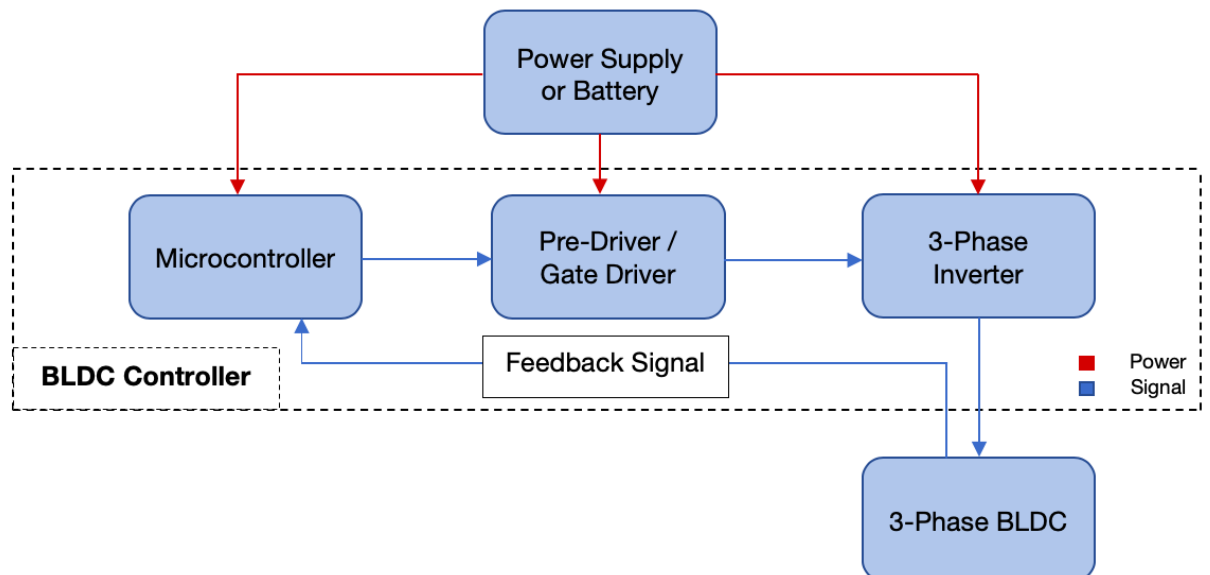 Power Supply
or Battery
Microcontroller
Pre-Driver /
Gate Driver
3-Phase
Inverter
Feedback Signal
BLDC Controller
Power
Signal
3-Phase BLDC